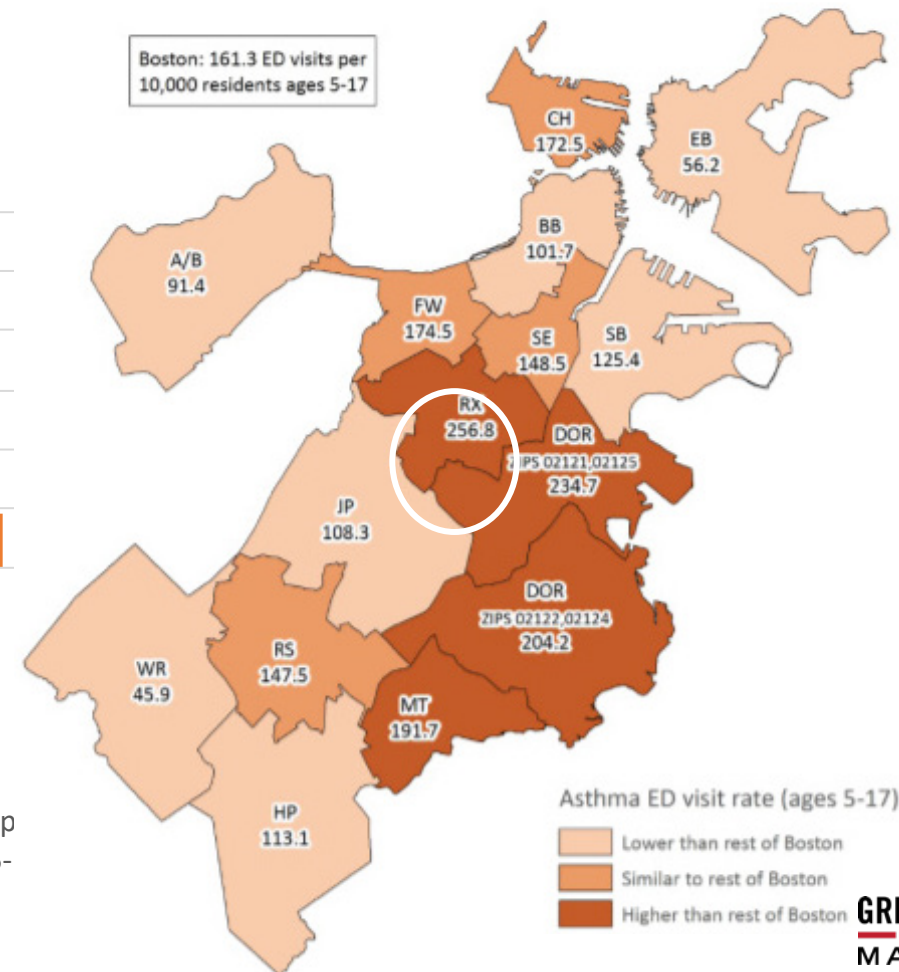 Boston: 161.3 ED visits per
10,000 residents ages 5-17
CH
172.5
EB
56.2
BB
101.7
A/B
91.4
FW
174.5
SE
148.5
SB
125.4
RX
256.8
DOR
ZIPS 02121,02125
234.7
JP
108.3
DOR
ZIPS 02122,02124
204.2
RS
147.5
WR
45.9
MT
191.7
HP
113.1
Asthma ED visit rate (ages 5-17)
Lower than rest of Boston
Similar to rest of Boston
Higher than rest of Boston